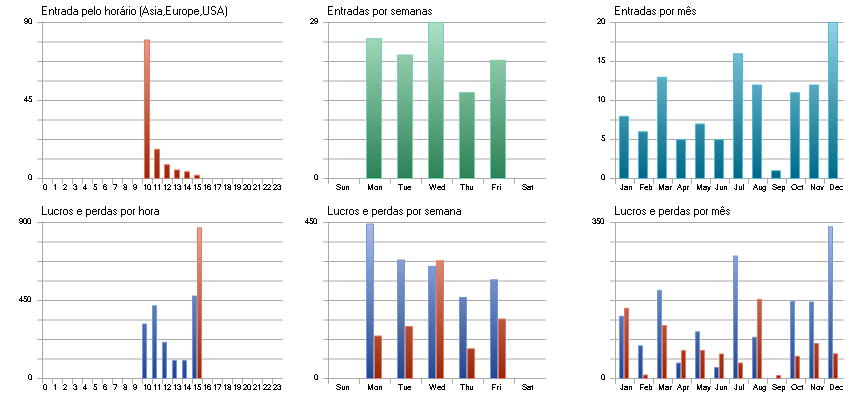 Entrada pelo horário (Asia,Europe,USA)
90
45
0
0 1 2 3 4 5 6 7 8 9 10 11 12 13 14 15 16 17 18 19 20 21 22 23
Entradas por semanas
29
0
Sun Mon Tue Wed Thu Fri Sat
Entradas por mês
20
15
10
5
0
Jan Feb Mar Apr May Jun Jul Aug Sep Oct Nov Dec
Lucros e perdas por hora
900
450
0
0 1 2 3 4 5 6 7 8 9 10 11 12 13 14 15 16 17 18 19 20 21 22 23
Lucros e perdas por semana
450
0
Sun Mon Tue Wed Thu Fri Sat
Lucros e perdas por mês
350
0
Jan Feb Mar Apr May Jun Jul Aug Sep Oct Nov Dec